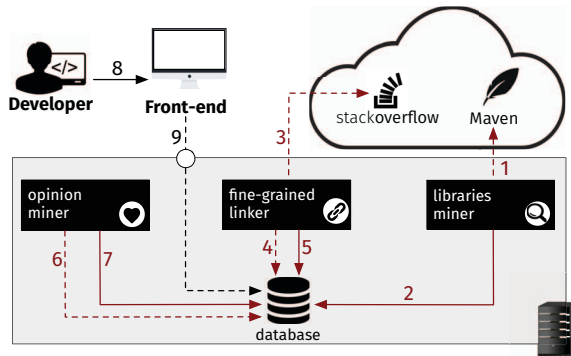 8
</>
Developer
Front-end
stackoverflow
Maven
9
3
1
opinion
miner
fine-grained
linker
libraries
miner
6
7
4
5
2
database